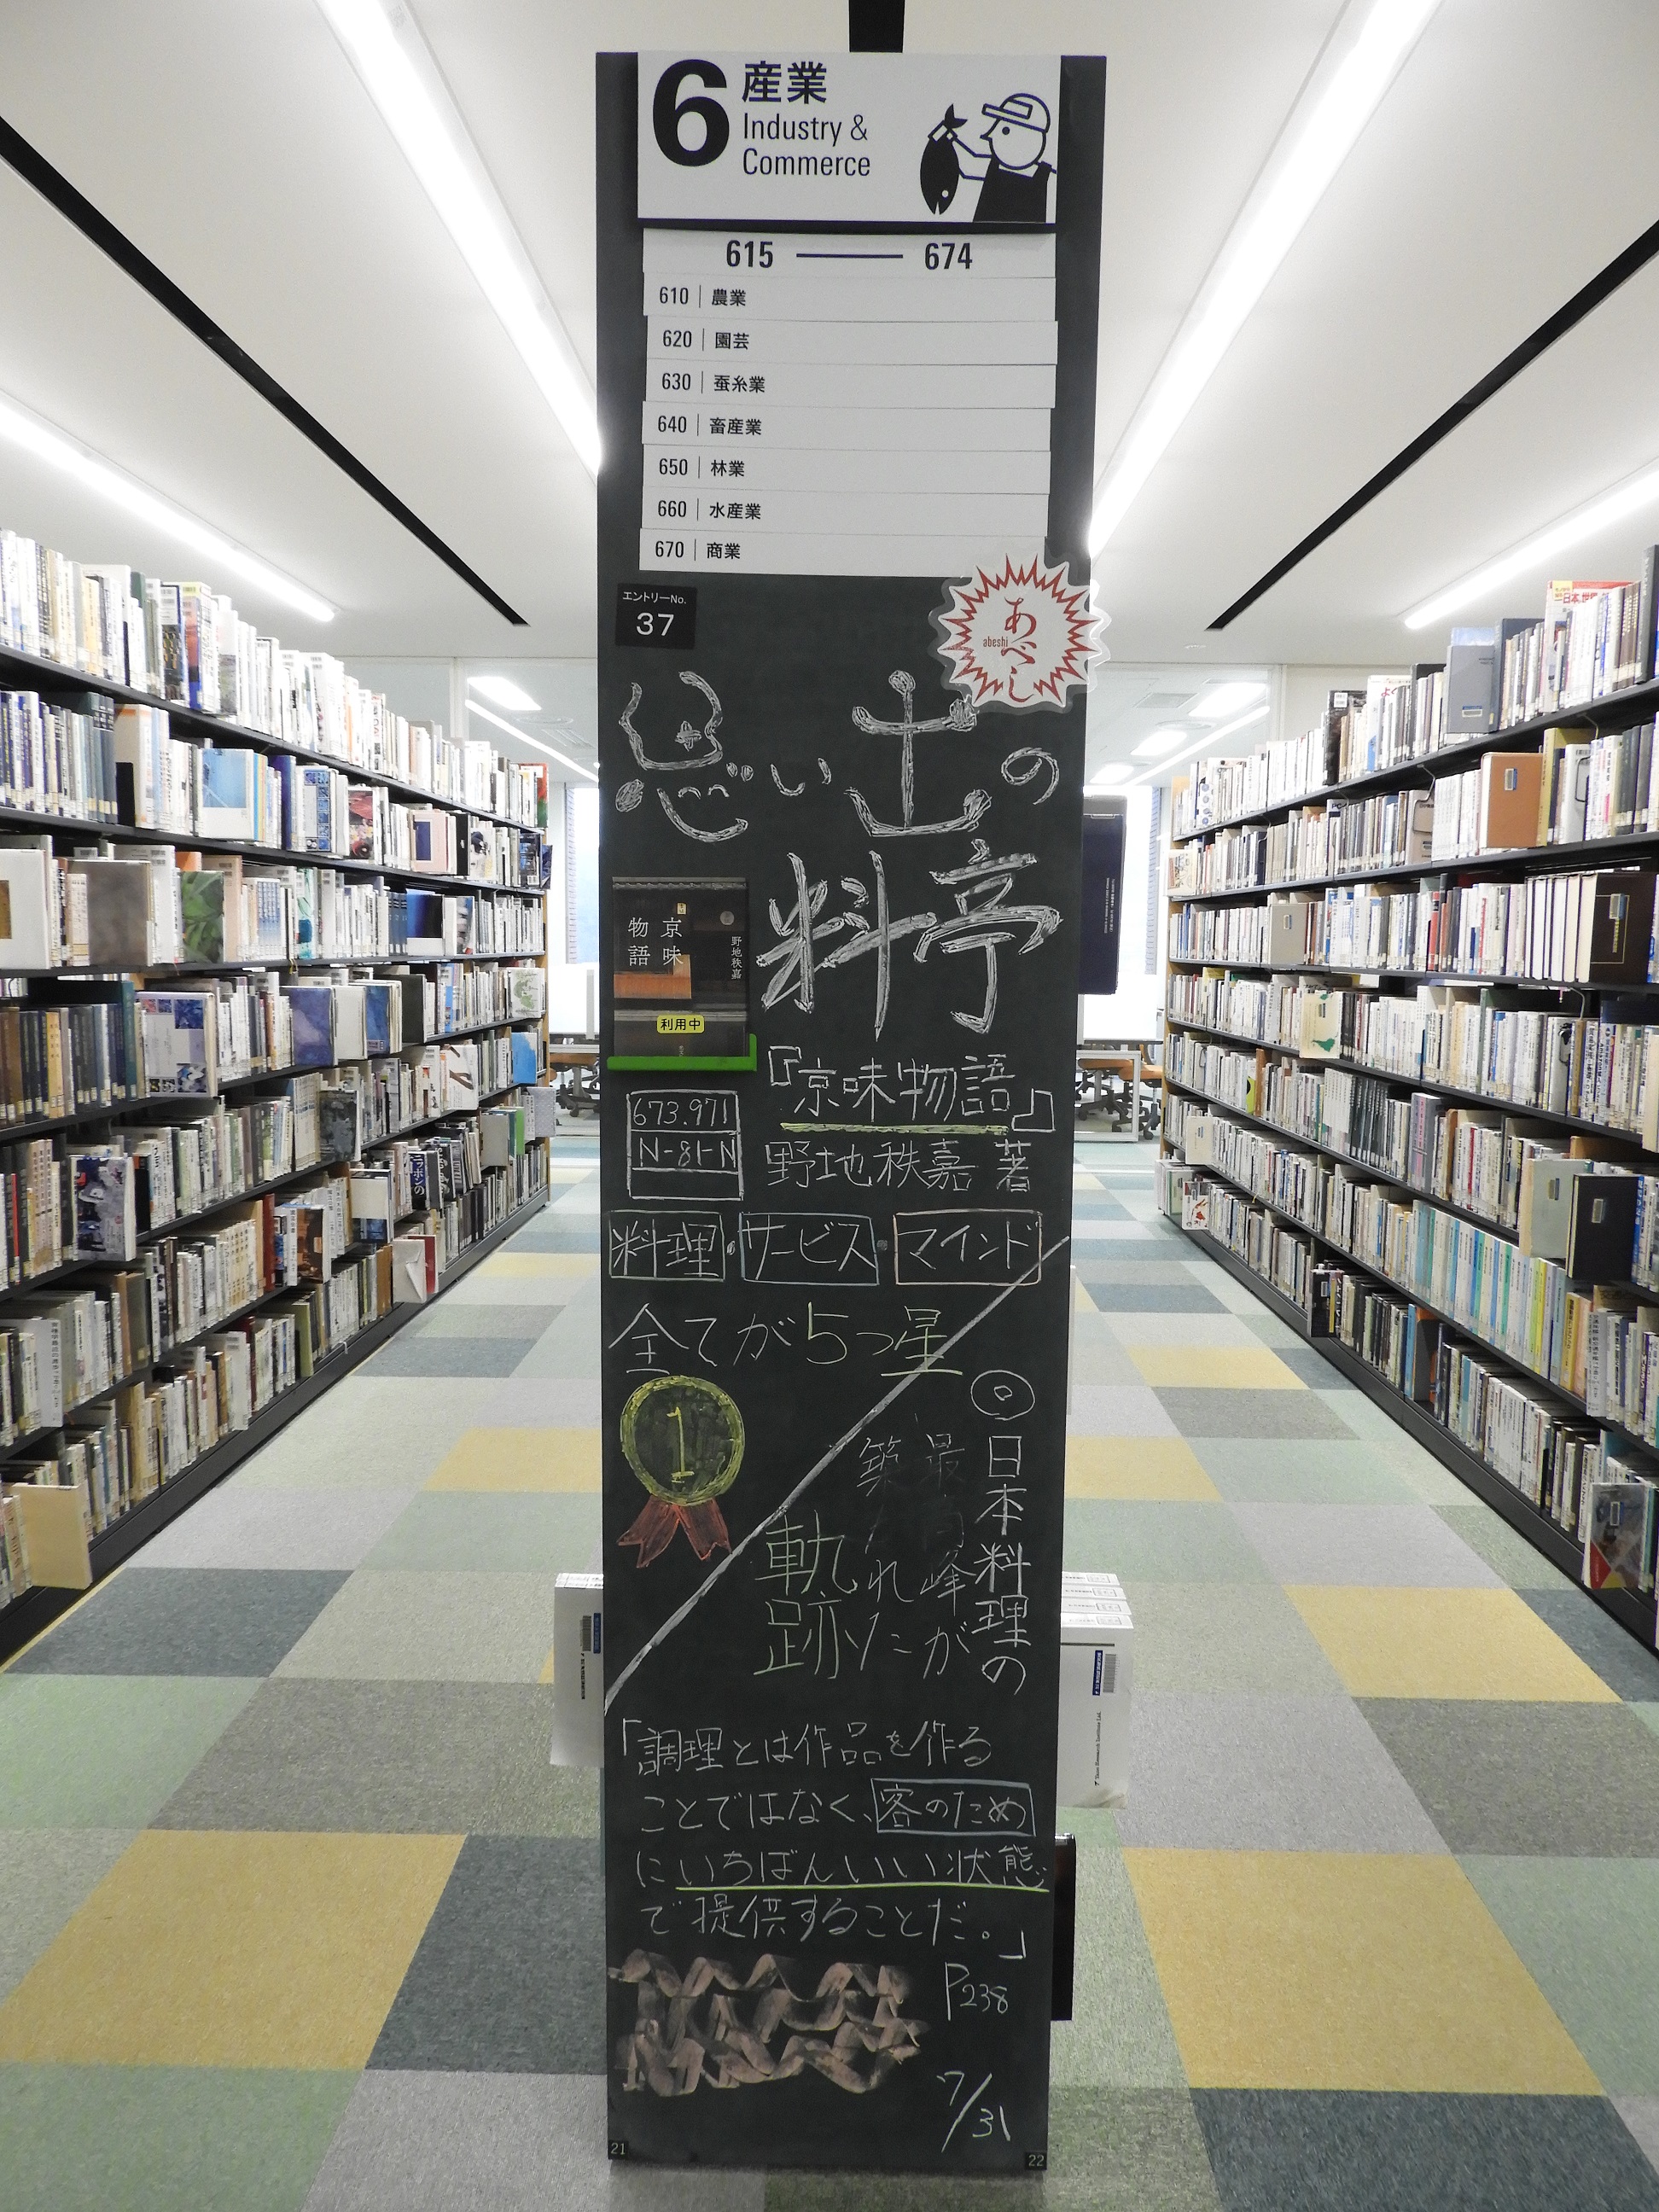 6 産業
Industry &
Commerce
615 — 674
610 | 農業
620 | 園芸
630 | 蚕糸業
640 | 畜産業
650 | 林業
660 | 水産業
670 | 商業
エントリーNo.
37
あべし
abeshi
思い出の
料亭
京味
物語
野地秩嘉
利用中
『京味物語』
野地秩嘉 著
673.971
N-81-N
料理・サービス・マインド
全てが5つ星
1
◎日本料理の
最高峰が
築かれた
軌跡
「調理とは作品を作る
ことではなく、客のため
にいちばんいい状態
で提供することだ。」
P238
7/31
21
22